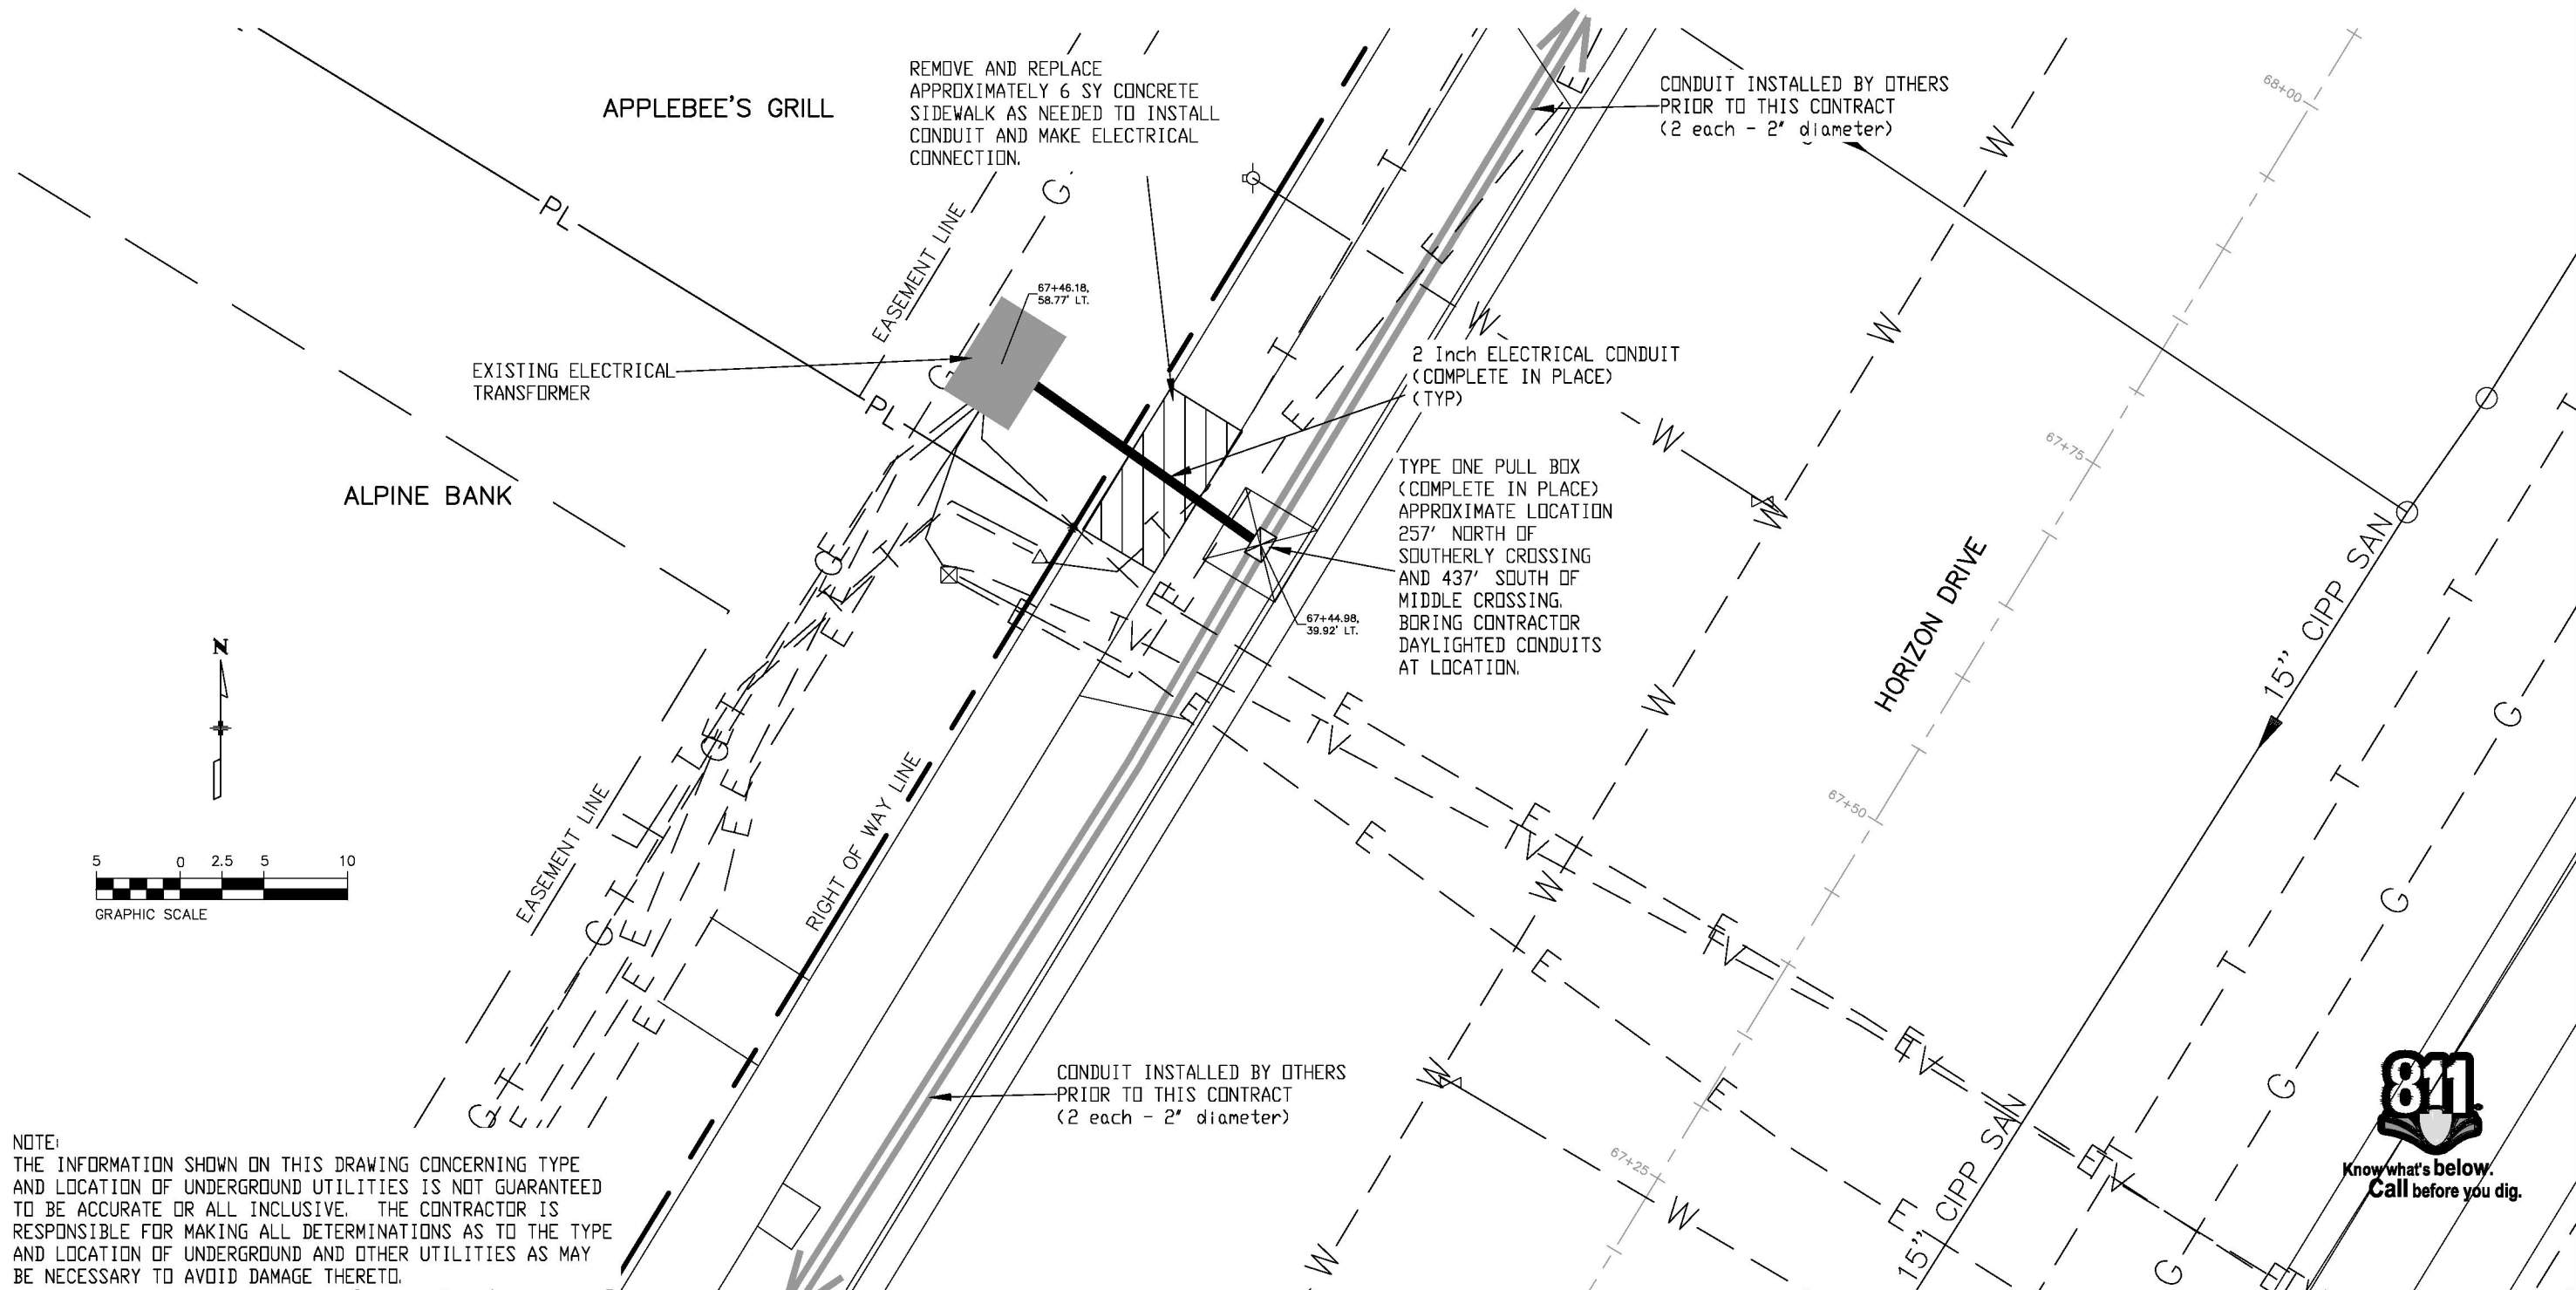 APPLEBEE'S GRILL
REMOVE AND REPLACE
APPROXIMATELY 6 SY CONCRETE
SIDEWALK AS NEEDED TO INSTALL
CONDUIT AND MAKE ELECTRICAL
CONNECTION.
CONDUIT INSTALLED BY OTHERS
PRIOR TO THIS CONTRACT
(2 each - 2" diameter)
68+00
PL
EASEMENT LINE
G
T
E
W
67+46.18,
58.77' LT.
EXISTING ELECTRICAL
TRANSFORMER
PL
2 Inch ELECTRICAL CONDUIT
(COMPLETE IN PLACE)
(TYP)
ALPINE BANK
TYPE ONE PULL BOX
(COMPLETE IN PLACE)
APPROXIMATE LOCATION
257' NORTH OF
SOUTHERLY CROSSING
AND 437' SOUTH OF
MIDDLE CROSSING.
BORING CONTRACTOR
DAYLIGHTED CONDUITS
AT LOCATION.
67+75
67+44.98,
39.92' LT.
HORIZON DRIVE
15" CIPP SAN
N
TV
67+50
RIGHT OF WAY LINE
EASEMENT LINE
5 0 2.5 5 10
GRAPHIC SCALE
CONDUIT INSTALLED BY OTHERS
PRIOR TO THIS CONTRACT
(2 each - 2" diameter)
67+25
15" CIPP SAN
811
Know what's below.
Call before you dig.
NOTE:
THE INFORMATION SHOWN ON THIS DRAWING CONCERNING TYPE
AND LOCATION OF UNDERGROUND UTILITIES IS NOT GUARANTEED
TO BE ACCURATE OR ALL INCLUSIVE. THE CONTRACTOR IS
RESPONSIBLE FOR MAKING ALL DETERMINATIONS AS TO THE TYPE
AND LOCATION OF UNDERGROUND AND OTHER UTILITIES AS MAY
BE NECESSARY TO AVOID DAMAGE THERETO.